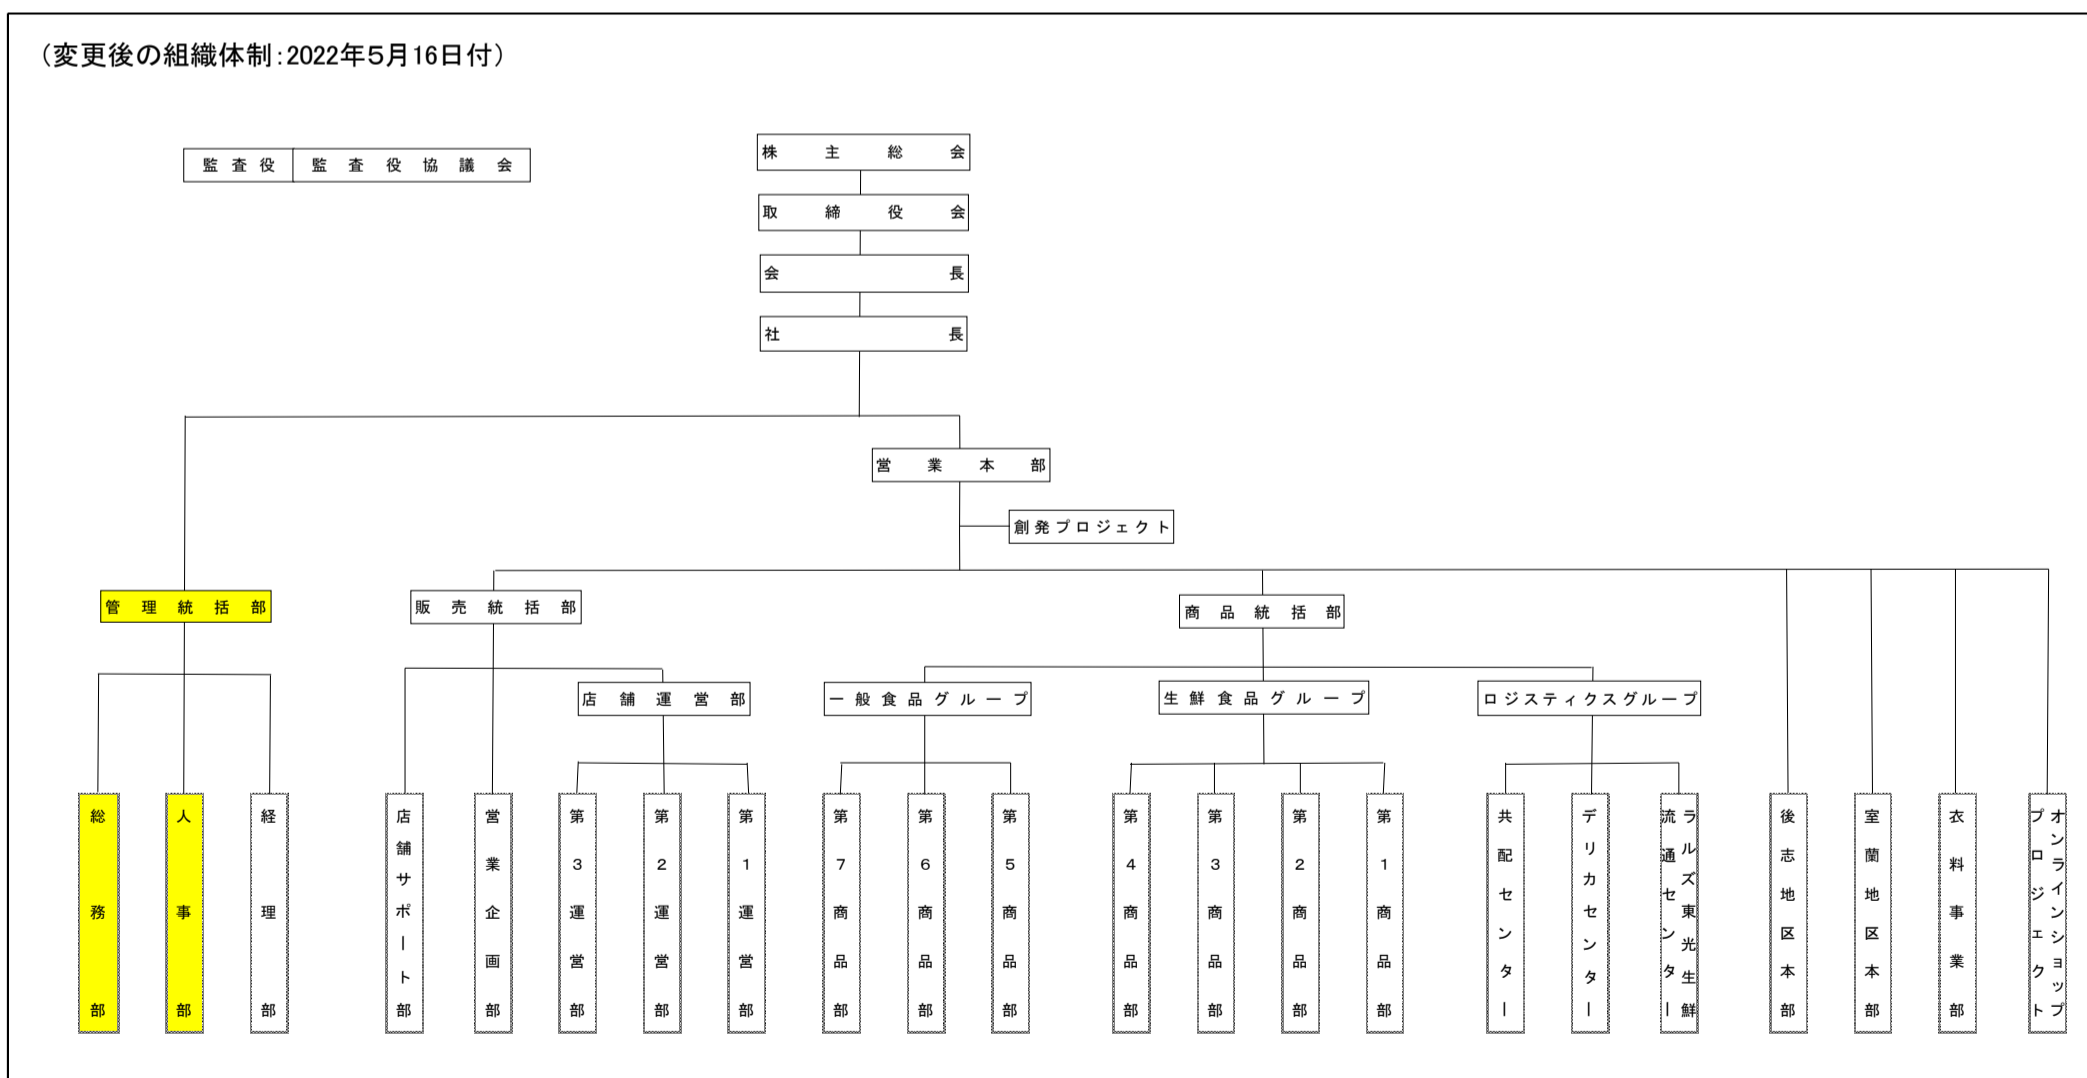 （変更後の組織体制：2022年５月16日付）
監査役 監査役協議会
株主総会
取締役会
会長
社長
営業本部
創発プロジェクト
管理統括部
販売統括部
商品統括部
店舗運営部
一般食品グループ
生鮮食品グループ
ロジスティクスグループ
総務部
人事部
経理部
店舗サポート部
営業企画部
第３運営部
第２運営部
第１運営部
第７商品部
第６商品部
第５商品部
第４商品部
第３商品部
第２商品部
第１商品部
共配センター
デリカセンター
ラルズ東光生鮮
流通センター
後志地区本部
室蘭地区本部
衣料事業部
オンラインショップ
プロジェクト